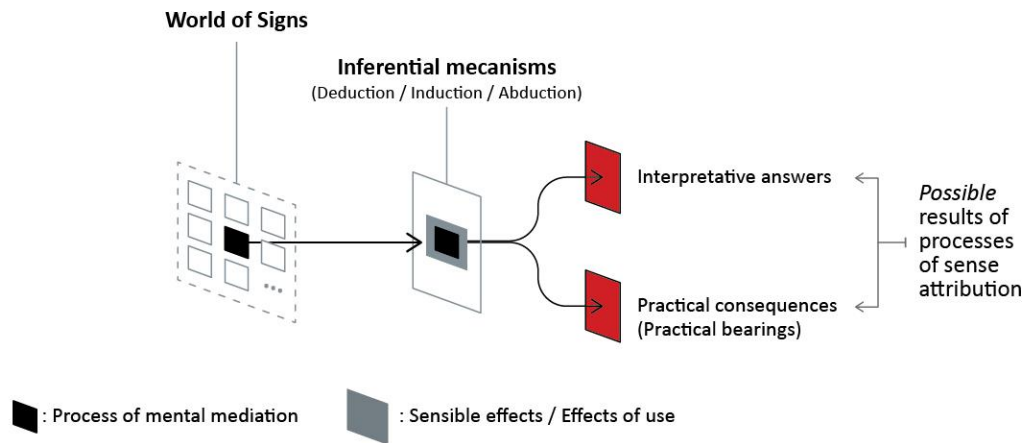 World of Signs
Inferential mecanisms
(Deduction / Induction / Abduction)
Interpretative answers
Possible
results of
processes
of sense
attribution
Practical consequences
(Practical bearings)
: Process of mental mediation
: Sensible effects / Effects of use